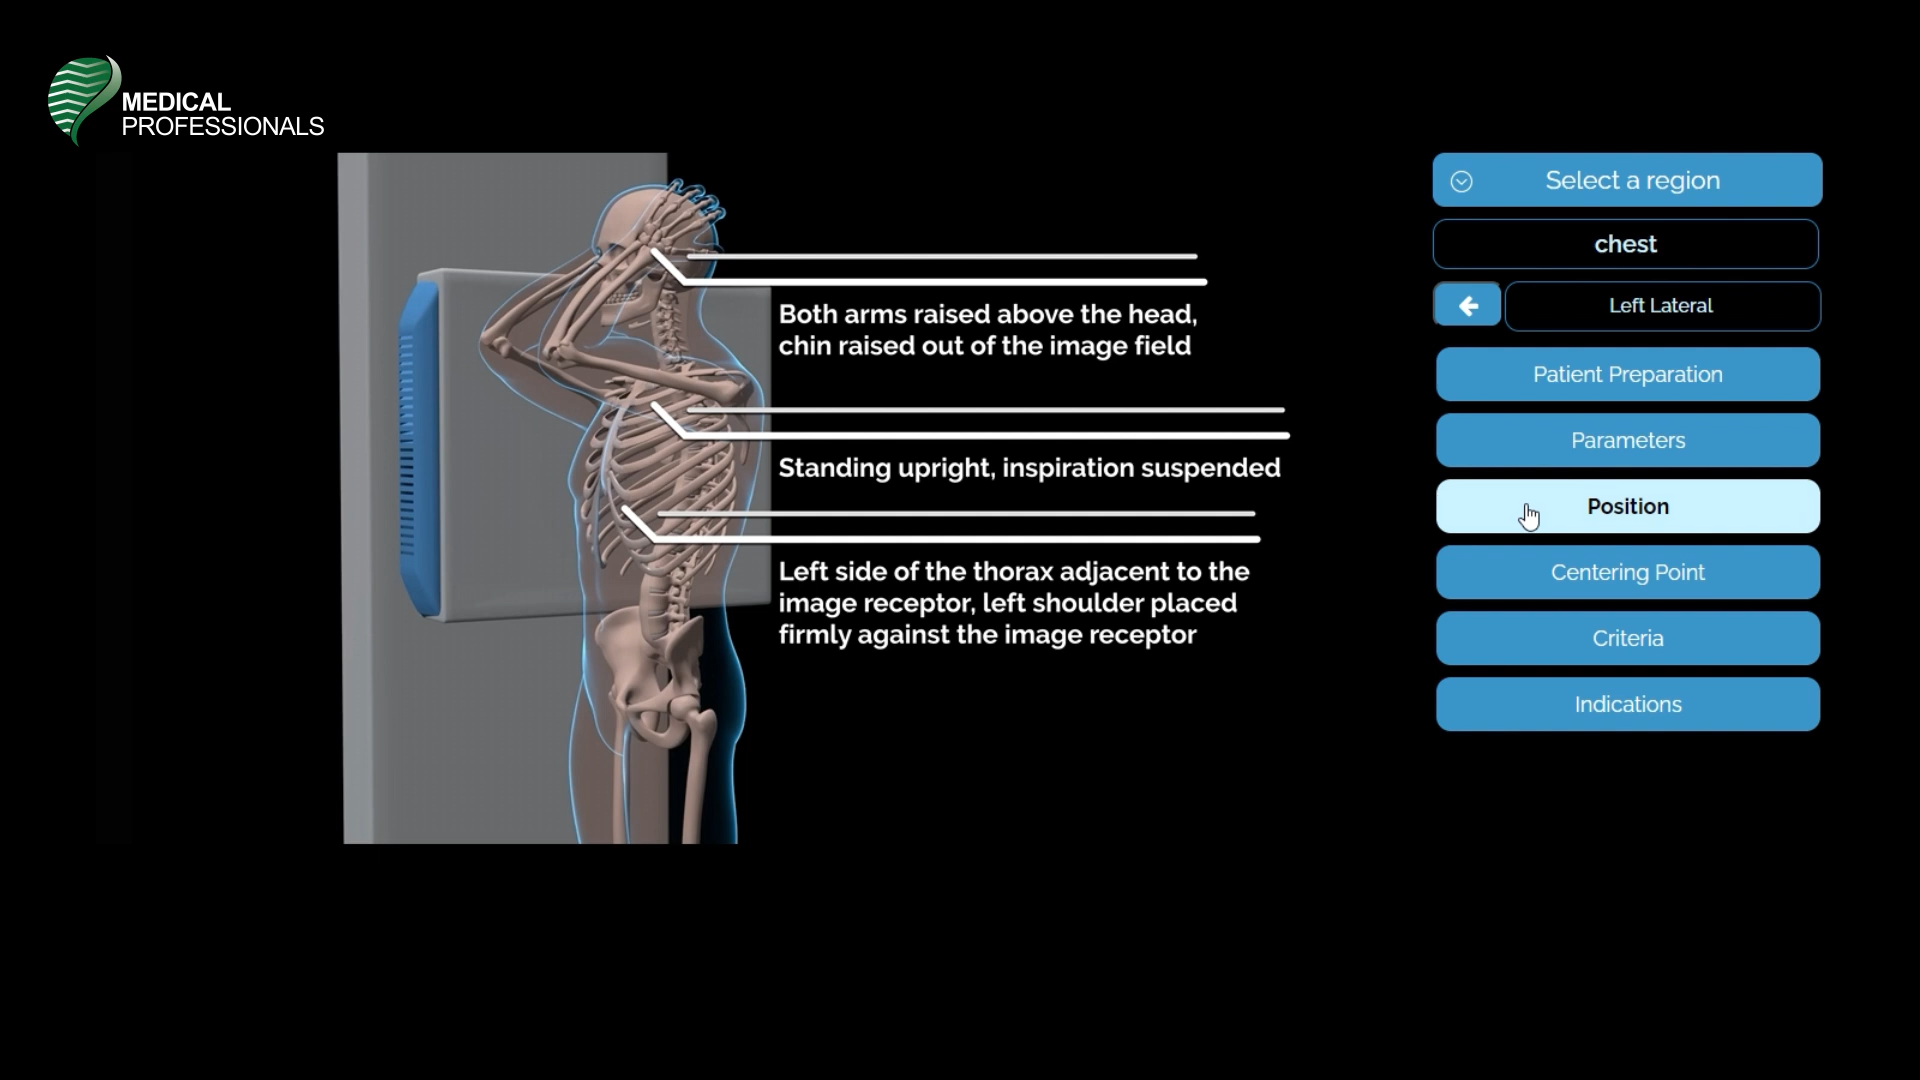 MEDICAL
PROFESSIONALS
Both arms raised above the head,
chin raised out of the image field
Standing upright, inspiration suspended
Left side of the thorax adjacent to the
image receptor, left shoulder placed
firmly against the image receptor
Select a region
chest
Left Lateral
Patient Preparation
Parameters
Position
Centering Point
Criteria
Indications